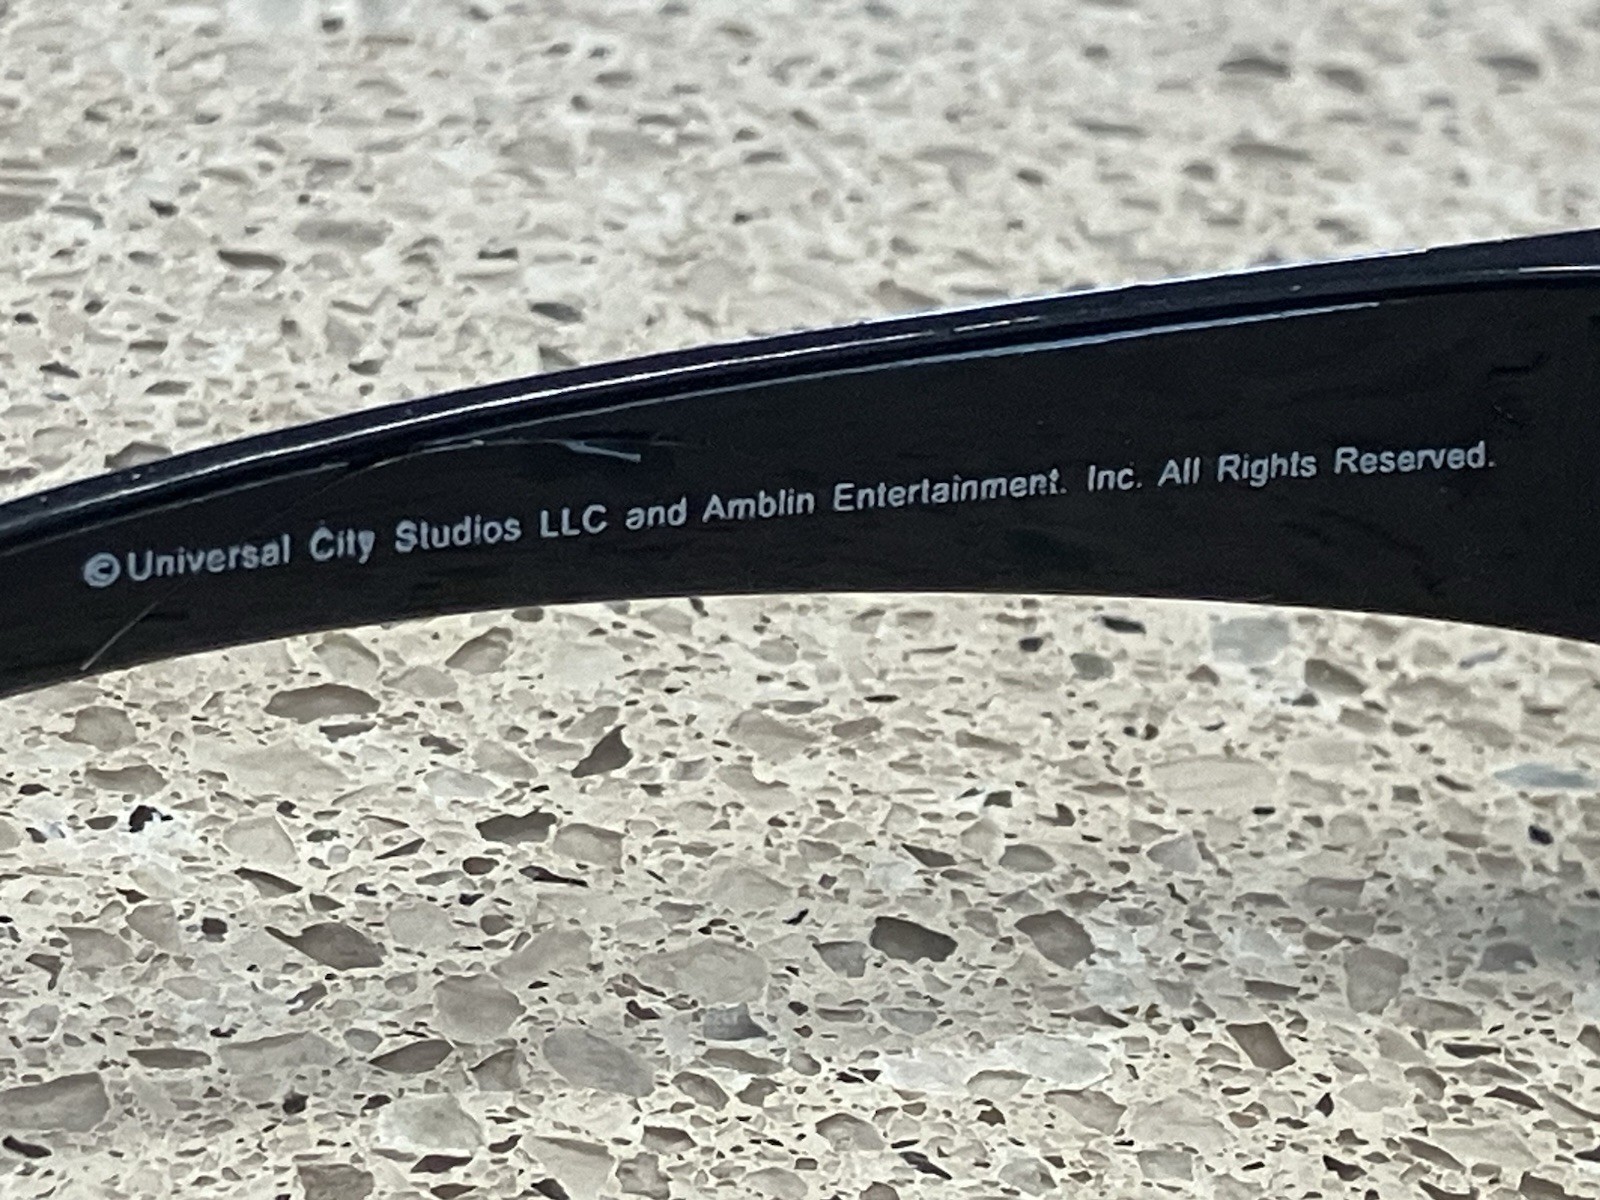 ©Universal City Studios LLC and Amblin Entertainment. Inc. All Rights Reserved.